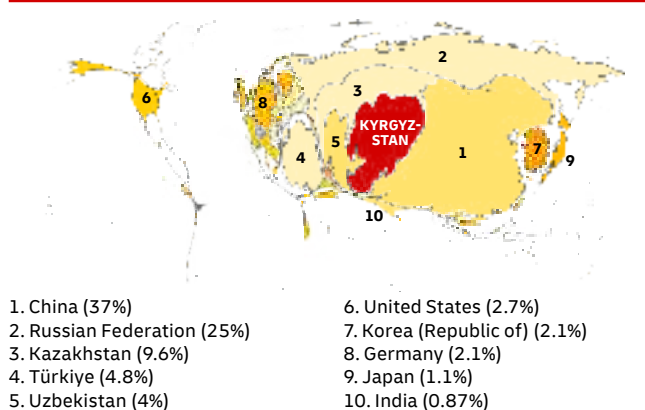 2
6
3
8
KYRGYZ-
STAN
5
4
1
7
9
10
1. China (37%)
2. Russian Federation (25%)
3. Kazakhstan (9.6%)
4. Türkiye (4.8%)
5. Uzbekistan (4%)
6. United States (2.7%)
7. Korea (Republic of) (2.1%)
8. Germany (2.1%)
9. Japan (1.1%)
10. India (0.87%)